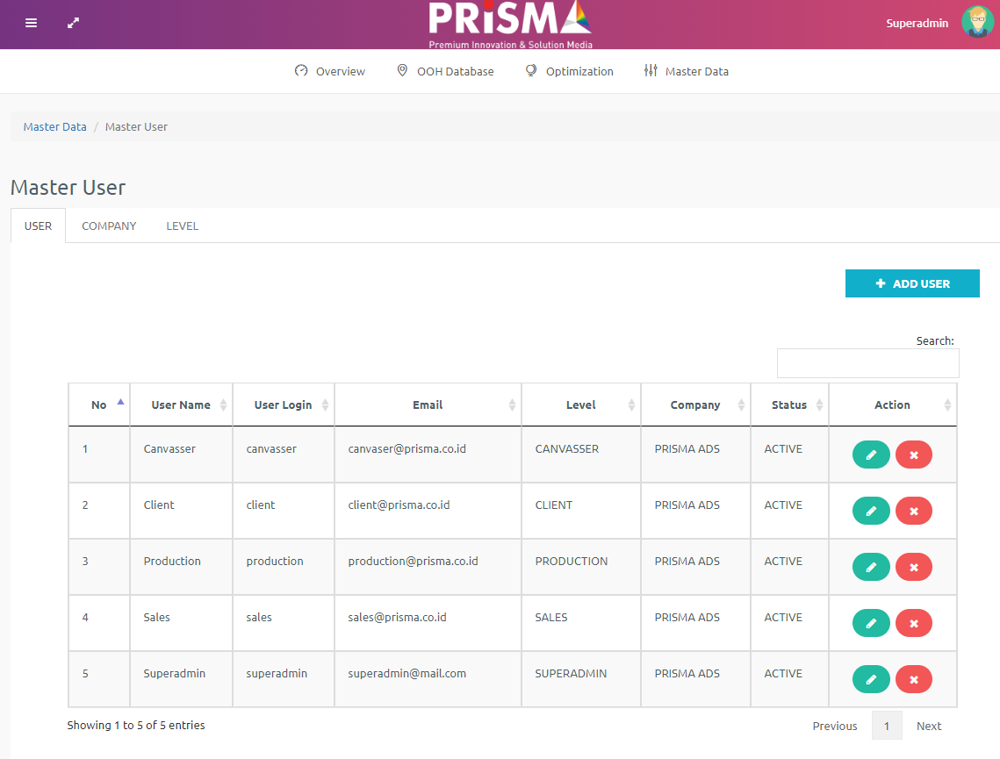 PRiSMA
Premium Innovation & Solution Media
Superadmin
Overview OOH Database Optimization Master Data
Master Data / Master User
Master User
USER COMPANY LEVEL
ADD USER
Search:
No User Name User Login Email Level Company Status Action
1 Canvasser canvasser canvaser@prisma.co.id CANVASSER PRISMA ADS ACTIVE
2 Client client client@prisma.co.id CLIENT PRISMA ADS ACTIVE
3 Production production production@prisma.co.id PRODUCTION PRISMA ADS ACTIVE
4 Sales sales sales@prisma.co.id SALES PRISMA ADS ACTIVE
5 Superadmin superadmin superadmin@mail.com SUPERADMIN PRISMA ADS ACTIVE
Showing 1 to 5 of 5 entries
Previous 1 Next